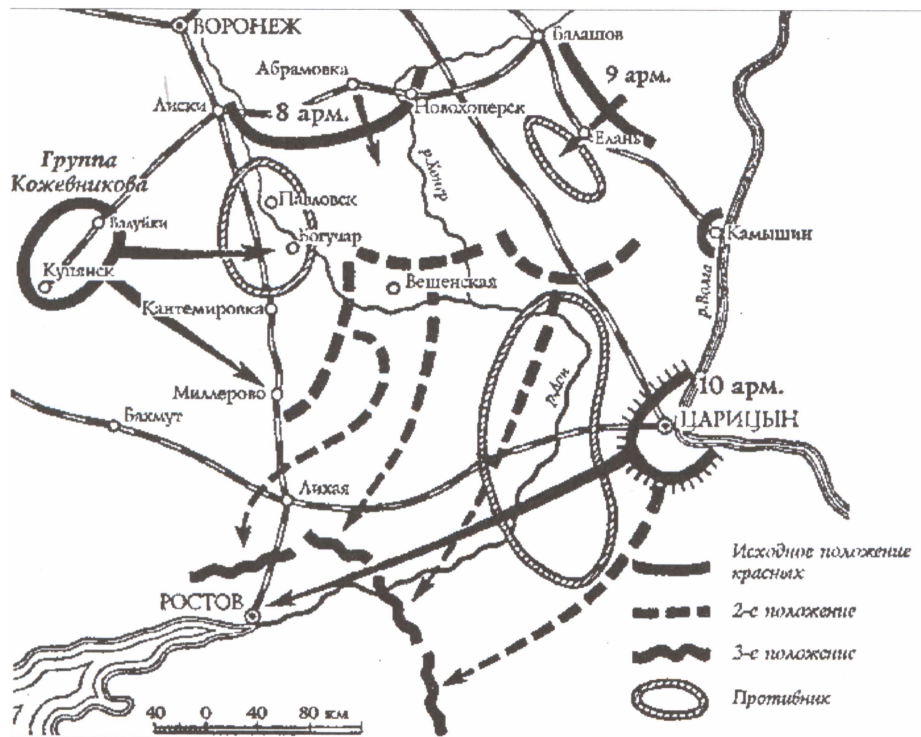 ВОРОНЕЖ
Балашов
Абрамовка
9 арм.
Лиски
8 арм.
Новохоперск
Елань
Группа
Кожевникова
р.Хопер
Павловск
Валуйки
Богучар
Камышин
Купянск
Вешенская
р.Волга
Кантемировка
Миллерово
р.Дон
10 арм.
Бахмут
ЦАРИЦЫН
Лихая
Исходное положение
красных
РОСТОВ
2-е положение
3-е положение
Противник
7
40 0 40 80 км